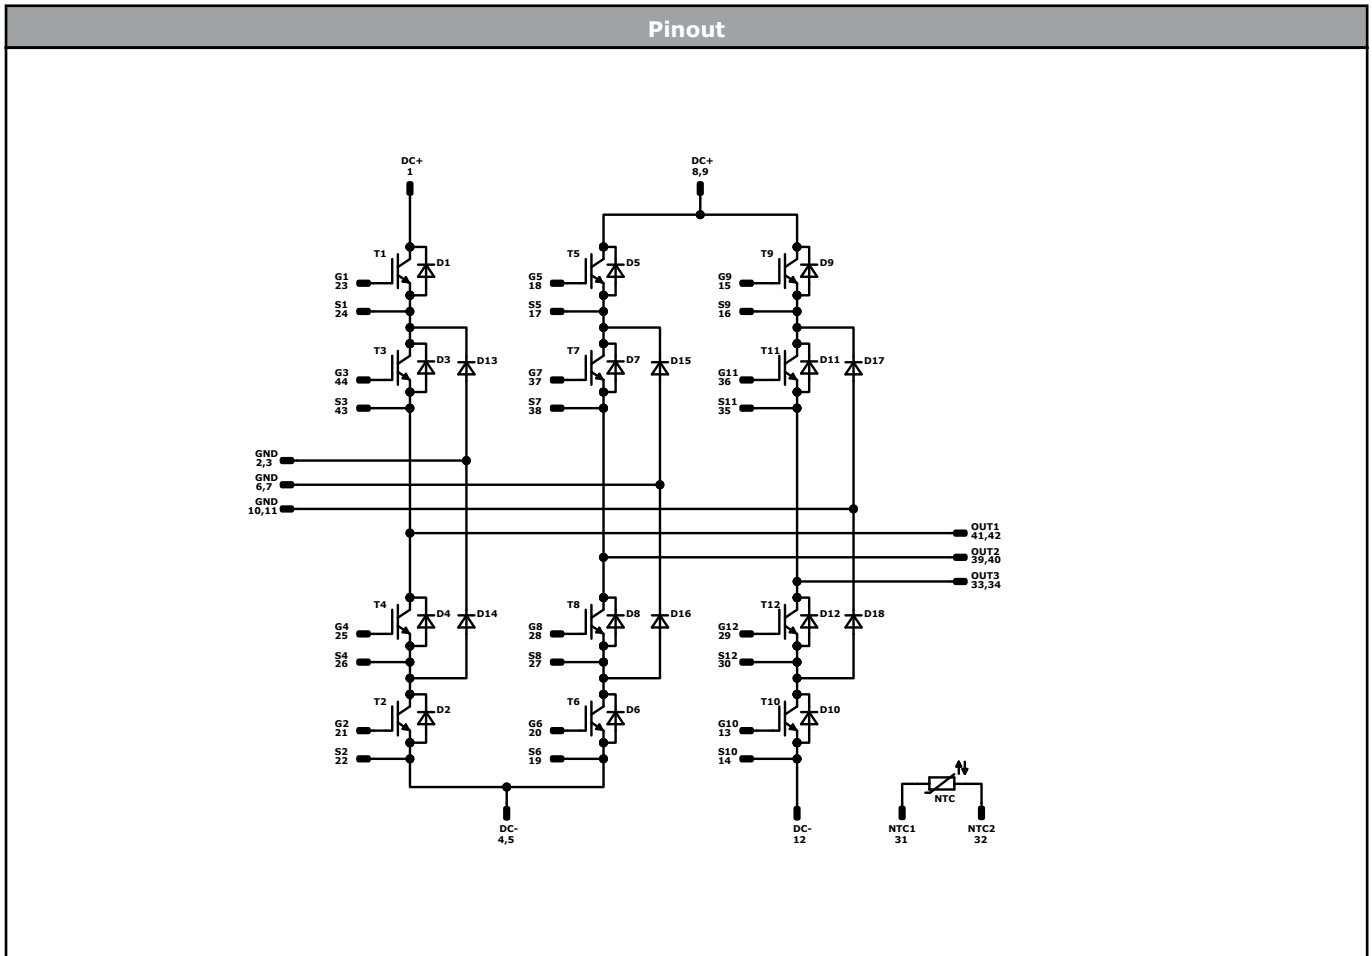 Pinout
DC+
1
DC+
8,9
T1
D1
G1
23
S1
24
T5
D5
G5
18
S5
17
T9
D9
G9
15
S9
16
T3
D3
D13
G3
44
S3
43
T7
D7
D15
G7
37
S7
38
T11
D11
D17
G11
36
S11
35
GND
2,3
GND
6,7
GND
10,11
OUT1
41,42
OUT2
39,40
OUT3
33,34
T4
D4
D14
G4
25
S4
26
T8
D8
D16
G8
28
S8
27
T12
D12
D18
G12
29
S12
30
T2
D2
G2
21
S2
22
T6
D6
G6
20
S6
19
T10
D10
G10
13
S10
14
DC-
4,5
DC-
12
NTC
NTC1
31
NTC2
32